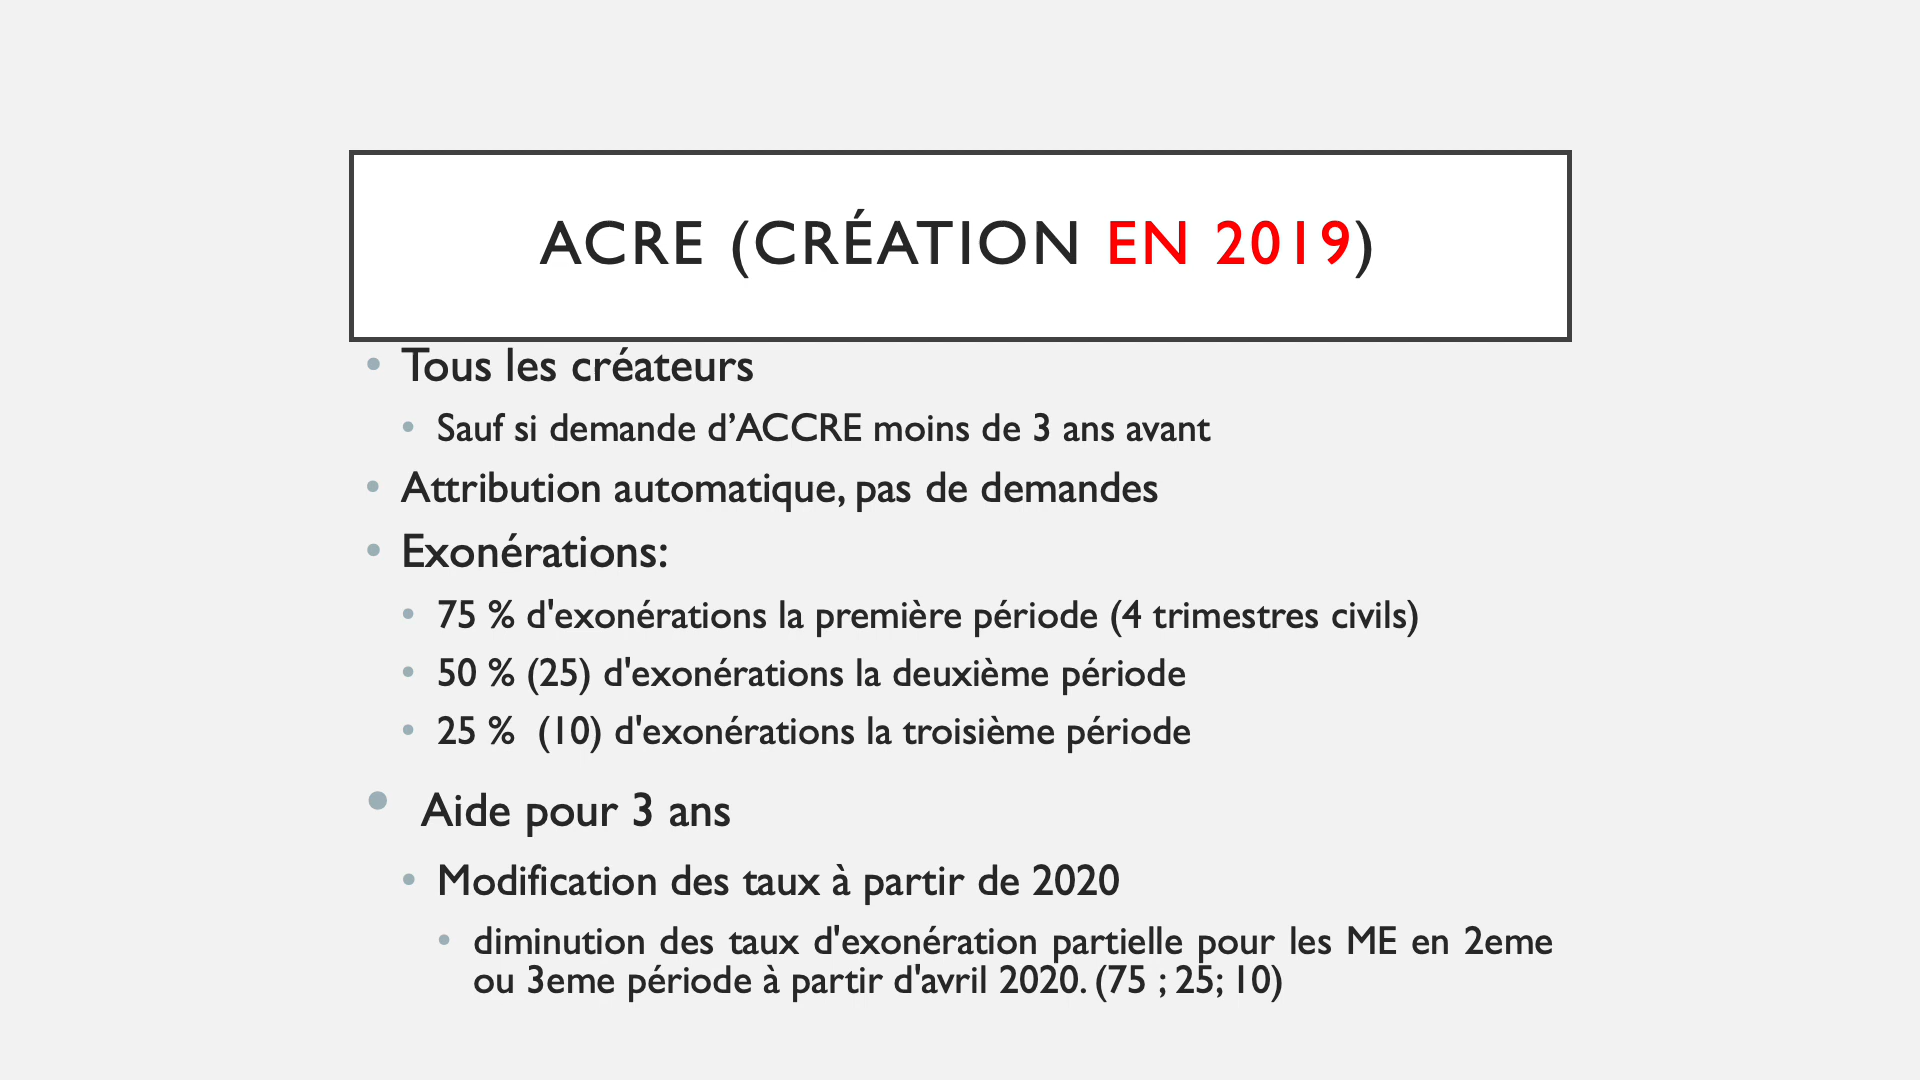 ACRE (CRÉATION EN 2019)
• Tous les créateurs
• Sauf si demande d’ACCRE moins de 3 ans avant
• Attribution automatique, pas de demandes
• Exonérations:
• 75 % d'exonérations la première période (4 trimestres civils)
• 50 % (25) d'exonérations la deuxième période
• 25 %  (10) d'exonérations la troisième période
• Aide pour 3 ans
• Modification des taux à partir de 2020
• diminution des taux d'exonération partielle pour les ME en 2eme
ou 3eme période à partir d'avril 2020. (75 ; 25; 10)